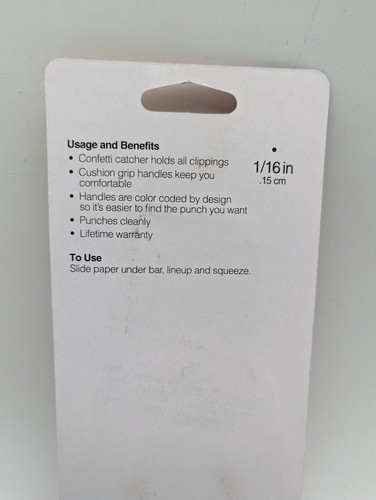 Usage and Benefits
• Confetti catcher holds all clippings
• Cushion grip handles keep you
comfortable
• Handles are color coded by design
so it's easier to find the punch you want
• Punches cleanly
• Lifetime warranty
To Use
Slide paper under bar, lineup and squeeze.
1/16 in
.15 cm